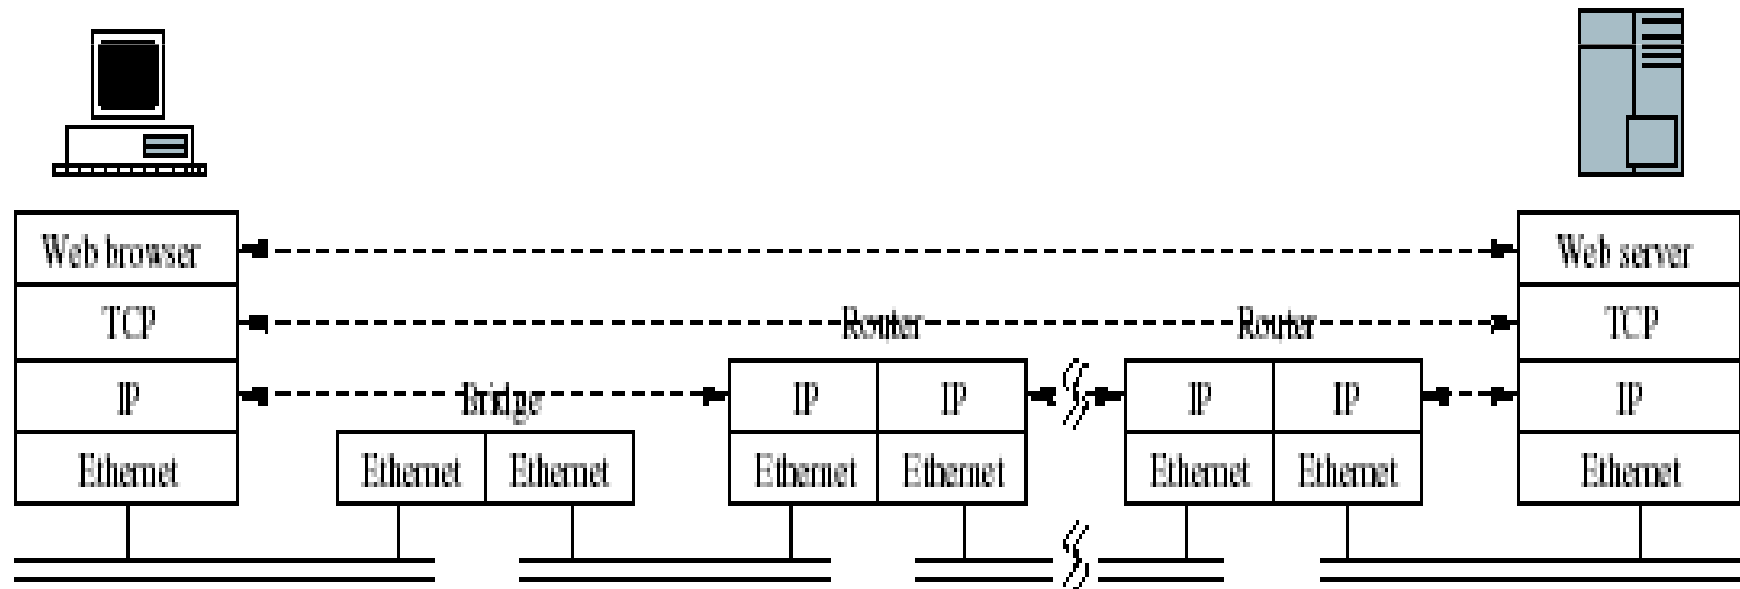 Web browser Web server
TCP Router Router TCP
IP Bridge IP IP IP IP IP
Ethernet Ethernet Ethernet Ethernet Ethernet Ethernet Ethernet Ethernet